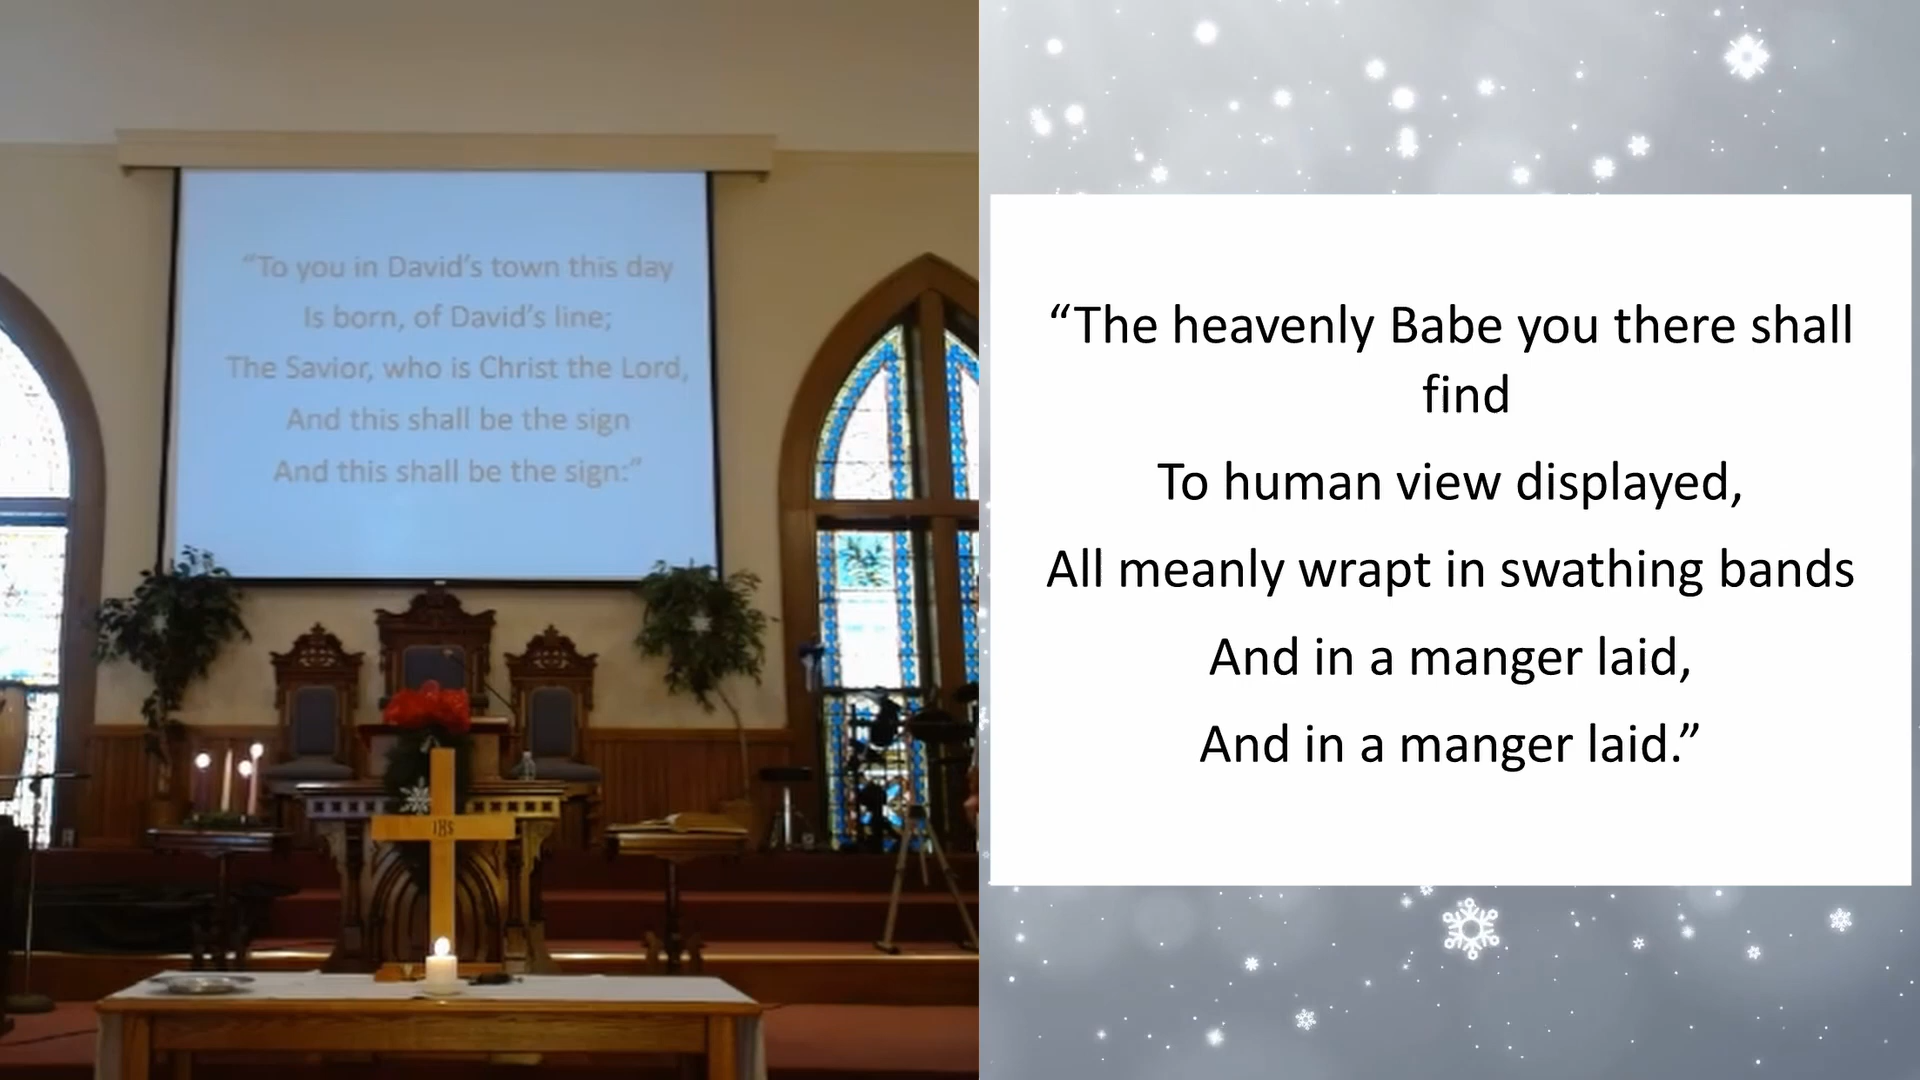 “To you in David’s town this day
Is born, of David’s line;
The Savior, who is Christ the Lord,
And this shall be the sign
And this shall be the sign:”
IHS
“The heavenly Babe you there shall
find
To human view displayed,
All meanly wrapt in swathing bands
And in a manger laid,
And in a manger laid.”